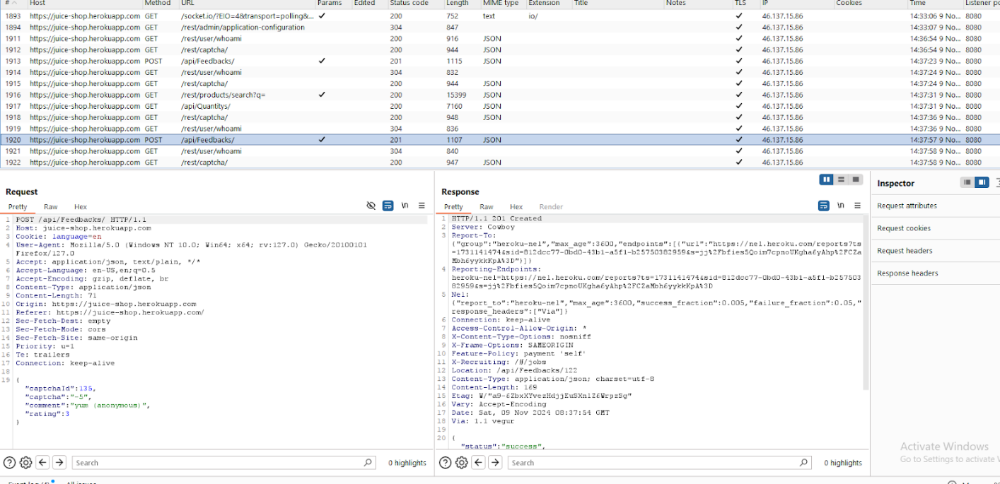 # Host Method URL Params Edited Status code Length MIME type Extension Title Notes TLS IP Cookies Time Listener po
1893 https://juice-shop.herokuapp.com GET /socket.io/?EIO=4&transport=polling&... ✓ 200 752 text io/ ✓ 46.137.15.86 14:33:06 9 No... 8080
1894 https://juice-shop.herokuapp.com GET /rest/admin/application-configuration 304 847 ✓ 46.137.15.86 14:33:07 9 No... 8080
1911 https://juice-shop.herokuapp.com GET /rest/user/whoami 200 916 JSON ✓ 46.137.15.86 14:36:54 9 No... 8080
1912 https://juice-shop.herokuapp.com GET /rest/captcha/ 200 944 JSON ✓ 46.137.15.86 14:36:54 9 No... 8080
1913 https://juice-shop.herokuapp.com POST /api/Feedbacks/ ✓ 201 1115 JSON ✓ 46.137.15.86 14:37:23 9 No... 8080
1914 https://juice-shop.herokuapp.com GET /rest/user/whoami 304 832 ✓ 46.137.15.86 14:37:24 9 No... 8080
1915 https://juice-shop.herokuapp.com GET /rest/captcha/ 200 944 JSON ✓ 46.137.15.86 14:37:24 9 No... 8080
1916 https://juice-shop.herokuapp.com GET /rest/products/search?q= ✓ 200 15399 JSON ✓ 46.137.15.86 14:37:31 9 No... 8080
1917 https://juice-shop.herokuapp.com GET /api/Quantitys/ 200 7160 JSON ✓ 46.137.15.86 14:37:31 9 No... 8080
1918 https://juice-shop.herokuapp.com GET /rest/captcha/ 200 948 JSON ✓ 46.137.15.86 14:37:36 9 No... 8080
1919 https://juice-shop.herokuapp.com GET /rest/user/whoami 304 836 ✓ 46.137.15.86 14:37:36 9 No... 8080
1920 https://juice-shop.herokuapp.com POST /api/Feedbacks/ ✓ 201 1107 JSON ✓ 46.137.15.86 14:37:57 9 No... 8080
1921 https://juice-shop.herokuapp.com GET /rest/user/whoami 304 840 ✓ 46.137.15.86 14:37:58 9 No... 8080
1922 https://juice-shop.herokuapp.com GET /rest/captcha/ 200 947 JSON ✓ 46.137.15.86 14:37:58 9 No... 8080
Request
Pretty Raw Hex \n
1 POST /api/Feedbacks/ HTTP/1.1
2 Host: juice-shop.herokuapp.com
3 Cookie: language=en
4 User-Agent: Mozilla/5.0 (Windows NT 10.0; Win64; x64; rv:127.0) Gecko/20100101
Firefox/127.0
5 Accept: application/json, text/plain, */*
6 Accept-Language: en-US,en;q=0.5
7 Accept-Encoding: gzip, deflate, br
8 Content-Type: application/json
9 Content-Length: 71
10 Origin: https://juice-shop.herokuapp.com
11 Referer: https://juice-shop.herokuapp.com/
12 Sec-Fetch-Dest: empty
13 Sec-Fetch-Mode: cors
14 Sec-Fetch-Site: same-origin
15 Priority: u=1
16 Te: trailers
17 Connection: keep-alive
18
19 {
"captchaId":135,
"captcha":"-5",
"comment":"yum (anonymous)",
"rating":3
}
Search
0 highlights
Response
Pretty Raw Hex Render \n
1 HTTP/1.1 201 Created
2 Server: Cowboy
3 Report-To:
{"group":"heroku-nel","max_age":3600,"endpoints":[{"url":"https://nel.heroku.com/reports?ts
=1731141474&sid=812dcc77-0bd0-43b1-a5f1-b25750382959&s=jj%2Fbfies5Qoim7cpnoUKgha6yAhp%2FCZa
Mbh6yykkKpA%3D"}]}
4 Reporting-Endpoints:
heroku-nel=https://nel.heroku.com/reports?ts=1731141474&sid=812dcc77-0bd0-43b1-a5f1-b257503
82959&s=jj%2Fbfies5Qoim7cpnoUKgha6yAhp%2FCZaMbh6yykkKpA%3D
5 Nel:
{"report_to":"heroku-nel","max_age":3600,"success_fraction":0.005,"failure_fraction":0.05,"
response_headers":["Via"]}
6 Connection: keep-alive
7 Access-Control-Allow-Origin: *
8 X-Content-Type-Options: nosniff
9 X-Frame-Options: SAMEORIGIN
10 Feature-Policy: payment 'self'
11 X-Recruiting: /#/jobs
12 Location: /api/Feedbacks/122
13 Content-Type: application/json; charset=utf-8
14 Content-Length: 169
15 Etag: W/"a9-6ZbxXYvezHdjjEuSXnlZ6WrpzSg"
16 Vary: Accept-Encoding
17 Date: Sat, 09 Nov 2024 08:37:54 GMT
18 Via: 1.1 vegur
19
20 {
"status":"success",
Search
0 highlights
Inspector
Request attributes
Request cookies
Request headers
Response headers
Activate Windows
Go to Settings to activate W